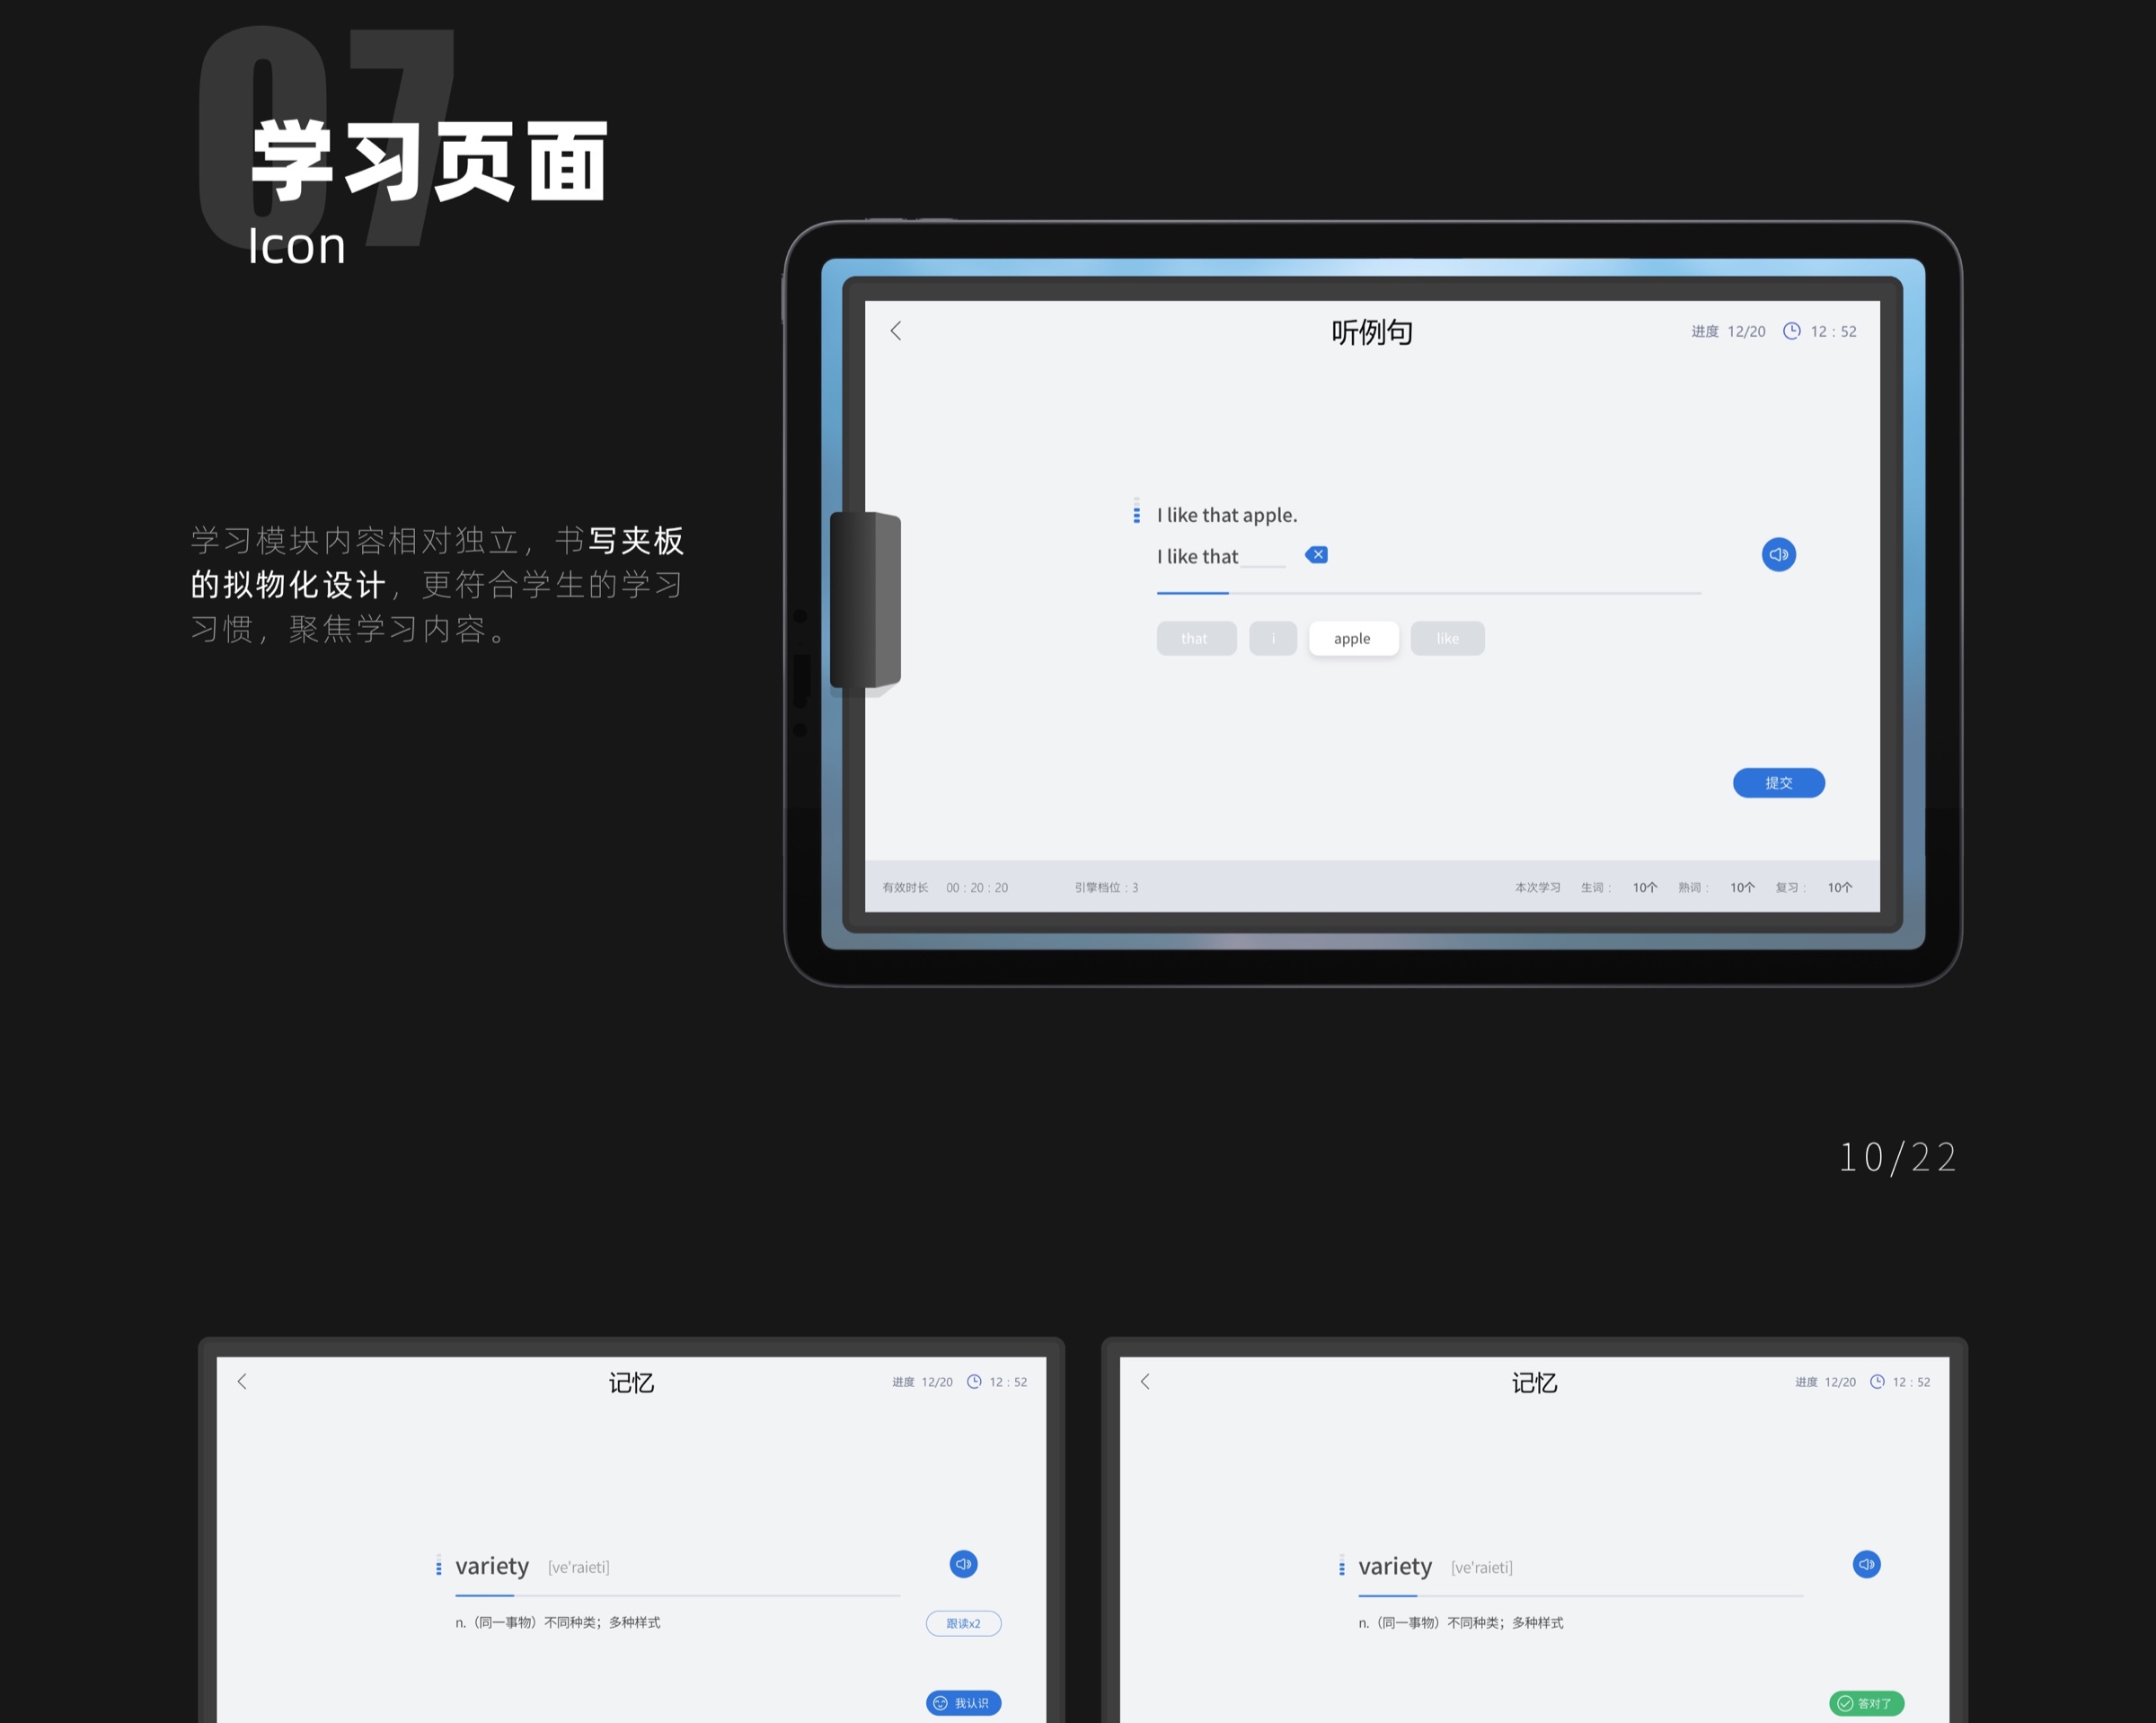 07
学习页面
Icon
学习模块内容相对独立，书写夹板
的拟物化设计，更符合学生的学习
习惯，聚焦学习内容。
听例句
进度 12/20 12 : 52
I like that apple.
I like that
that i apple like
提交
有效时长 00 : 20 : 20 引擎档位 : 3 本次学习 生词 : 10个 熟词 : 10个 复习 : 10个
10/22
记忆
进度 12/20 12 : 52
variety [ve'raieti]
n.（同一事物）不同种类；多种样式
跟读x2
我认识
记忆
进度 12/20 12 : 52
variety [ve'raieti]
n.（同一事物）不同种类；多种样式
答对了